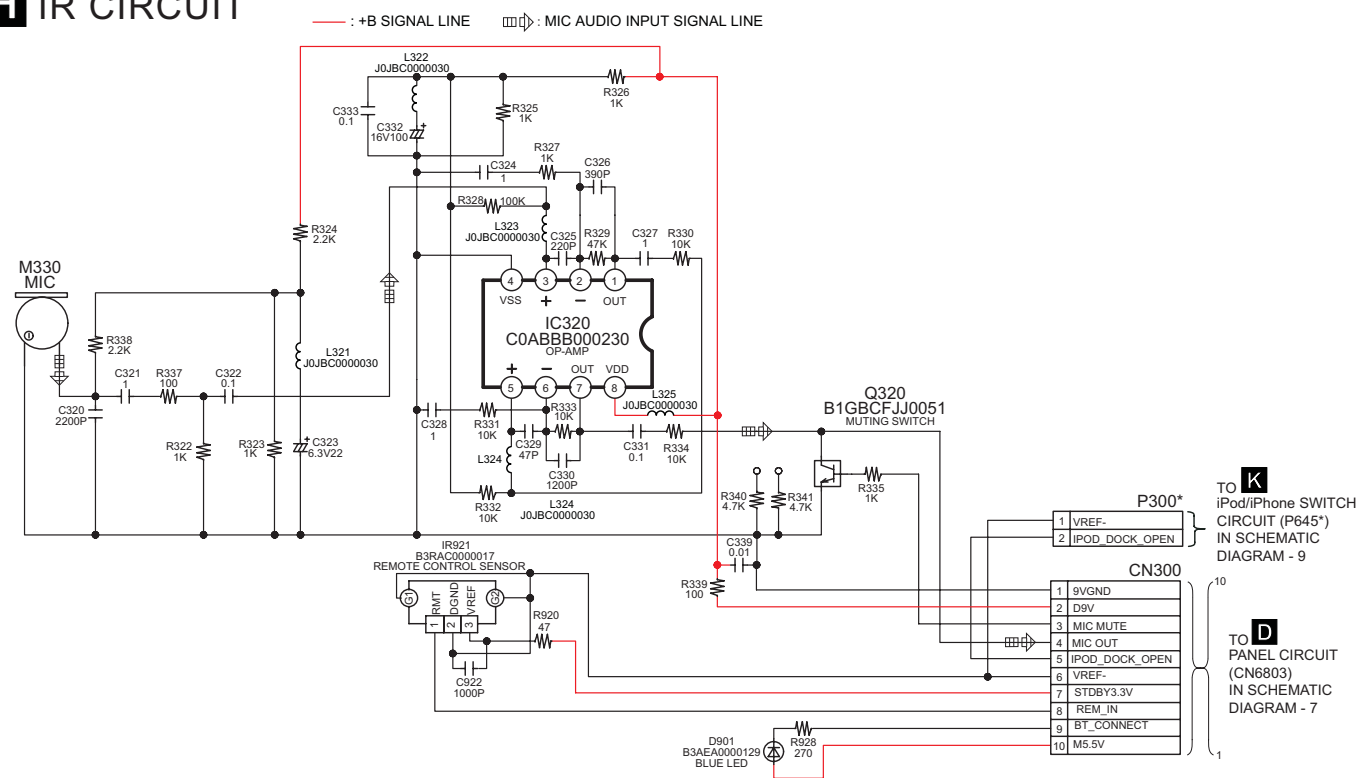 H IR CIRCUIT
: +B SIGNAL LINE
: MIC AUDIO INPUT SIGNAL LINE
L322
J0JBC0000030
R326
1K
C333
0.1
C332
16V100
+
R325
1K
C324
1
R327
1K
C326
390P
R328
100K
L323
J0JBC0000030
C325
220P
R329
47K
C327
1
R330
10K
R324
2.2K
M330
MIC
4
3
2
1
VSS
+
−
OUT
IC320
C0ABBB000230
OP-AMP
+
−
OUT
VDD
5
6
7
8
R338
2.2K
L321
J0JBC0000030
C321
1
R337
100
C322
0.1
C320
2200P
R322
1K
R323
1K
+
C323
6.3V22
L325
J0JBC0000030
C328
1
R331
10K
R333
10K
C329
47P
C330
1200P
C331
0.1
R334
10K
L324
R332
10K
L324
J0JBC0000030
Q320
B1GBCFJJ0051
MUTING SWITCH
R335
1K
R340
4.7K
R341
4.7K
C339
0.01
R339
100
IR921
B3RAC0000017
REMOTE CONTROL SENSOR
G1
RMT
DGND
VREF
G2
1
2
3
R920
47
C922
1000P
D901
B3AEA0000129
BLUE LED
R928
270
P300*
1 VREF-
2 IPOD_DOCK_OPEN
TO K
iPod/iPhone SWITCH
CIRCUIT (P645*)
IN SCHEMATIC
DIAGRAM - 9
CN300
1 9VGND
2 D9V
3 MIC MUTE
4 MIC OUT
5 IPOD_DOCK_OPEN
6 VREF-
7 STDBY3.3V
8 REM_IN
9 BT_CONNECT
10 M5.5V
10
1
TO D
PANEL CIRCUIT
(CN6803)
IN SCHEMATIC
DIAGRAM - 7